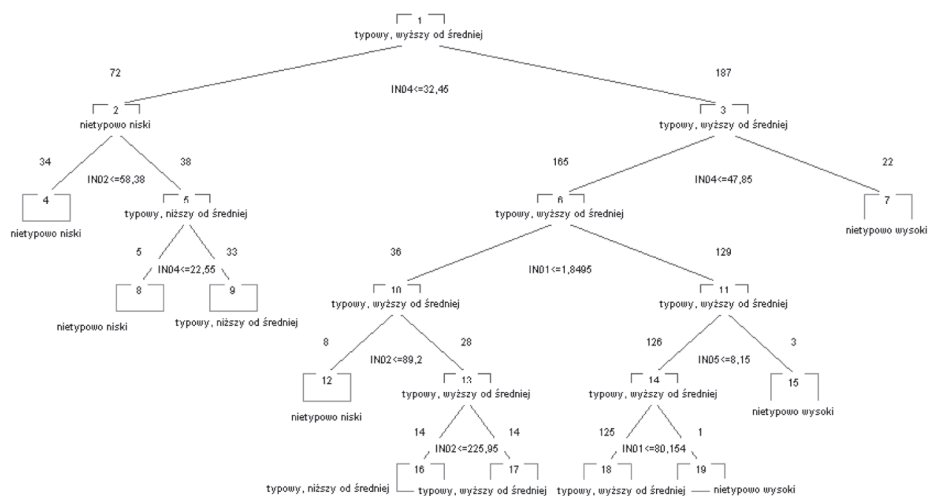 1
typowy, wyższy od średniej
72 187
IN04<=32,45
2 3
nietypowo niski typowy, wyższy od średniej
34 38 165 22
IN02<=58,38 IN04<=47,85
4 5 6 7
typowy, niższy od średniej typowy, wyższy od średniej
nietypowo niski nietypowo wysoki
5 33 36 129
IN04<=22,55 IN01<=1,8495
8 9 10 11
typowy, wyższy od średniej typowy, wyższy od średniej
nietypowo niski typowy, niższy od średniej
8 28 126 3
IN02<=89,2 IN05<=8,15
12 13 14 15
typowy, wyższy od średniej typowy, wyższy od średniej
nietypowo niski nietypowo wysoki
14 14 125 1
IN02<=225,95 IN01<=80,154
16 17 18 19
typowy, niższy od średniej typowy, wyższy od średniej typowy, wyższy od średniej nietypowo wysoki